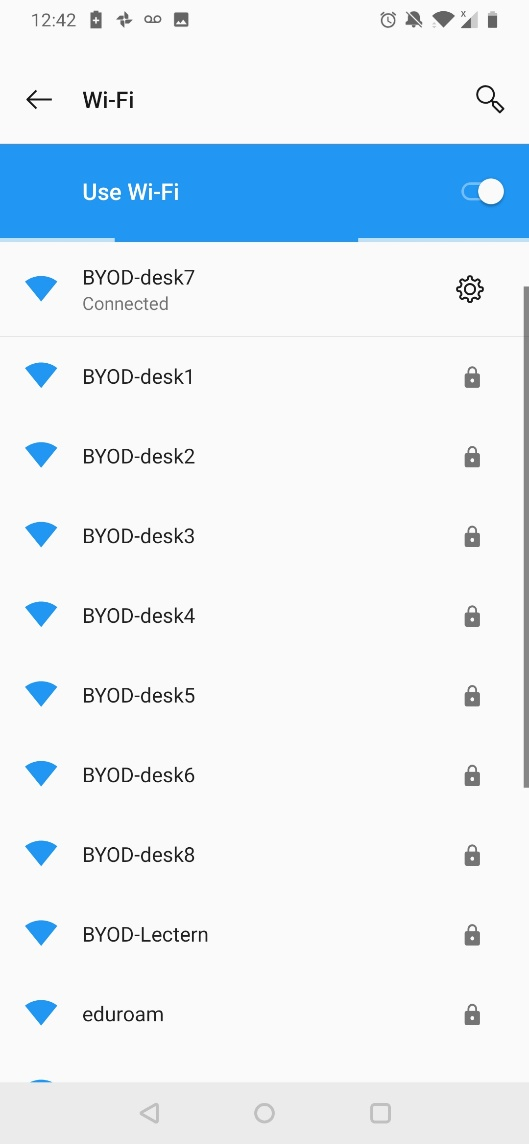 12:42
Wi-Fi
Use Wi-Fi
BYOD-desk7
Connected
BYOD-desk1
BYOD-desk2
BYOD-desk3
BYOD-desk4
BYOD-desk5
BYOD-desk6
BYOD-desk8
BYOD-Lectern
eduroam